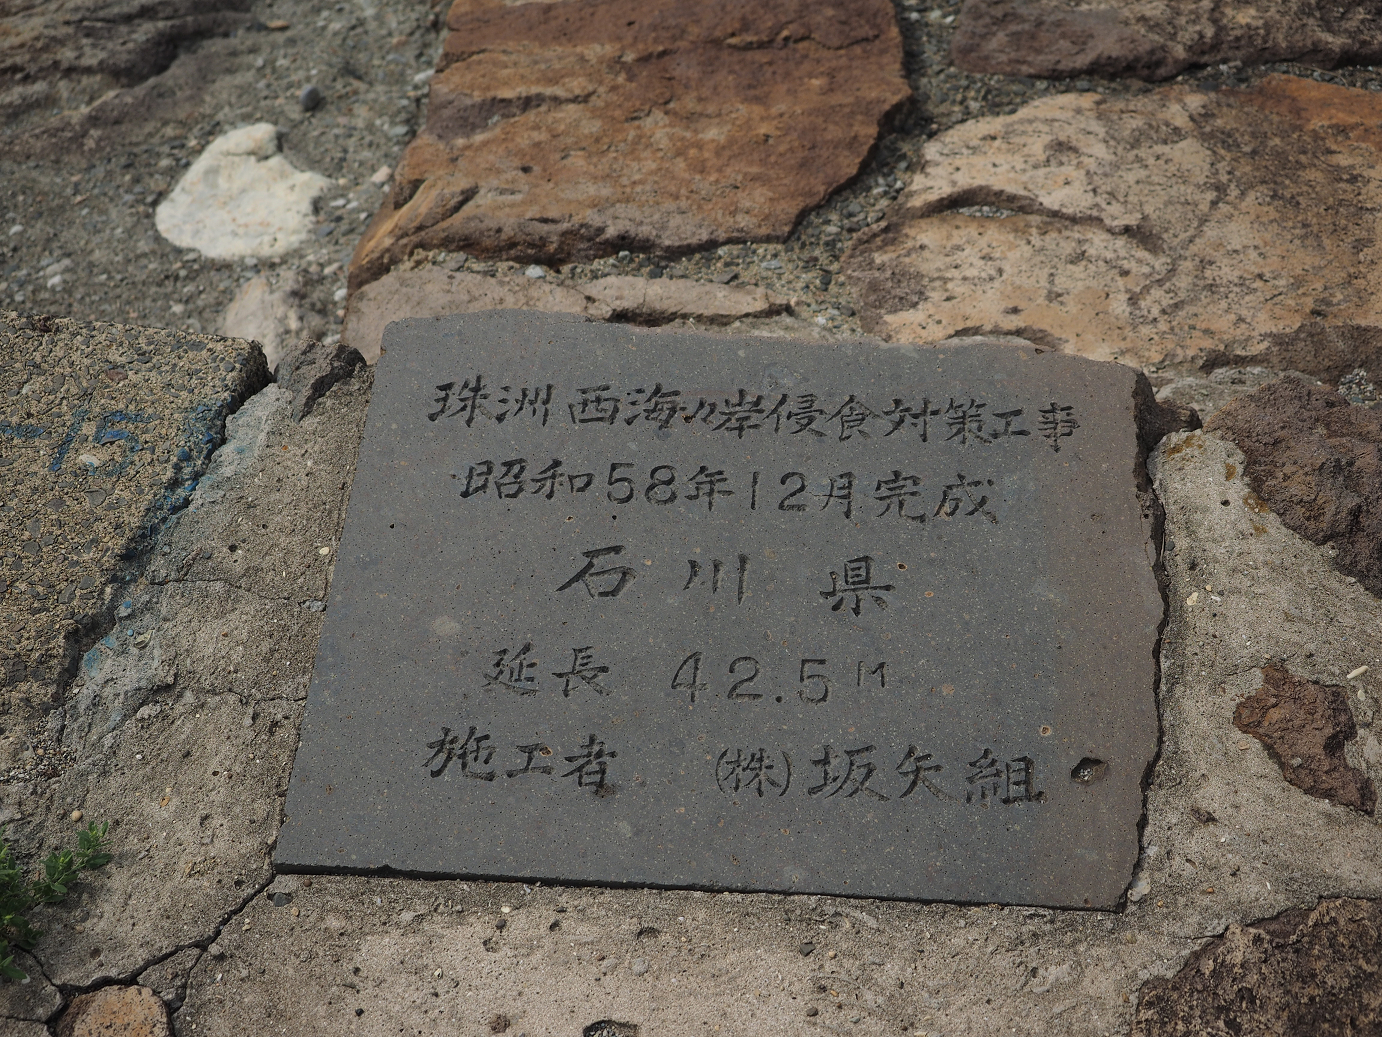 珠洲西海岸侵食対策工事
昭和58年12月完成
石川県
延長 42.5m
施工者 (株)坂矢組
-15